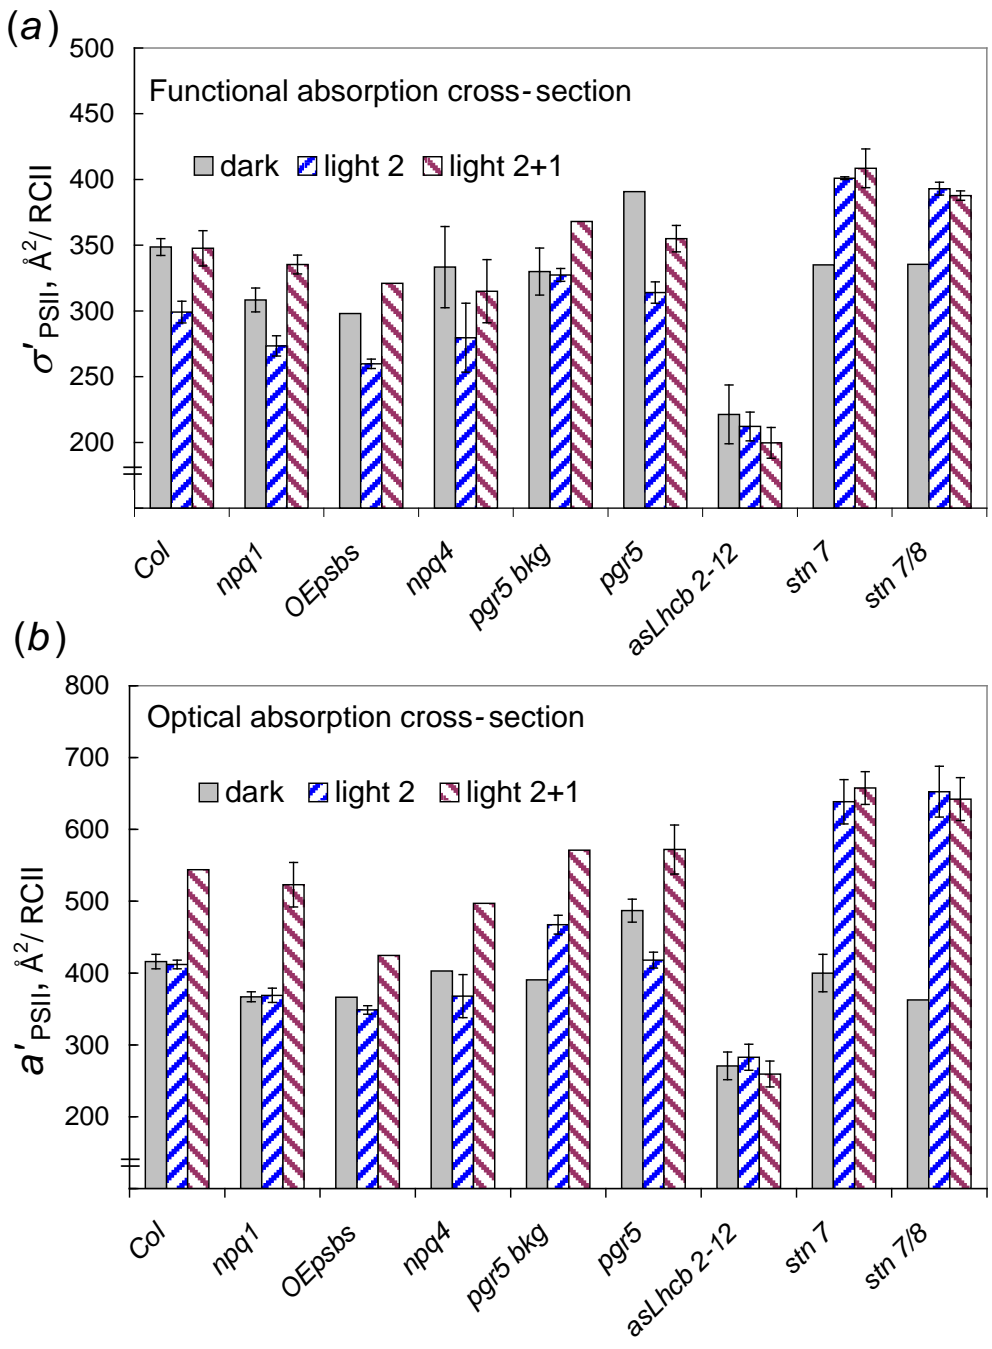 (a)
500
Functional absorption cross-section
450
dark light 2 light 2+1
400
350
300
250
200
σ'PSII, Å²/ RCII
Col npq1 OEpsbs npq4 pgr5 bkg pgr5 asLhcb 2-12 stn 7 stn 7/8
(b)
800
Optical absorption cross-section
700
dark light 2 light 2+1
600
500
400
300
200
a'PSII, Å²/ RCII
Col npq1 OEpsbs npq4 pgr5 bkg pgr5 asLhcb 2-12 stn 7 stn 7/8